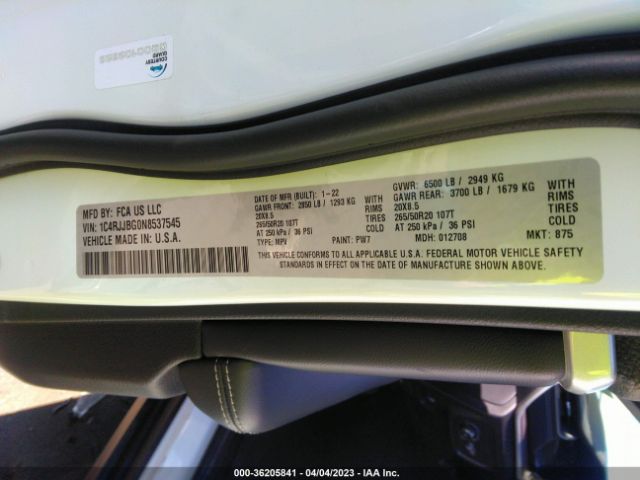 COURTESY
GUARD
MFD BY: FCA US LLC
VIN: 1C4RJJBG0N8537545
VEHICLE MADE IN: U.S.A.
DATE OF MFR (BUILT): 1-22
GAWR FRONT: 2850 LB / 1293 KG WITH
20X8.5 RIMS
265/50R20 107T TIRES
AT 250 kPa / 36 PSI COLD
TYPE: MPV PAINT: PW7
GVWR: 6500 LB / 2949 KG
GAWR REAR: 3700 LB / 1679 KG WITH
20X8.5 RIMS
265/50R20 107T TIRES
AT 250 kPa / 36 PSI COLD
MDH: 012708 MKT: 875
THIS VEHICLE CONFORMS TO ALL APPLICABLE U.S.A. FEDERAL MOTOR VEHICLE SAFETY
STANDARDS IN EFFECT ON THE DATE OF MANUFACTURE SHOWN ABOVE.
000-36205841 - 04/04/2023 - IAA Inc.